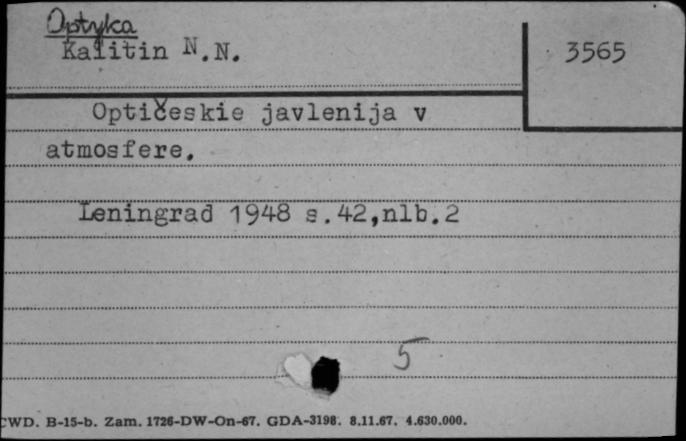 Optyka
Kalitin N.N.
3565
Optičeskie javlenija v
atmosfere.
Leningrad 1948 s.42,nlb.2
5
CWD. B-15-b. Zam. 1726-DW-On-67. GDA-3198. 8.11.67. 4.630.000.